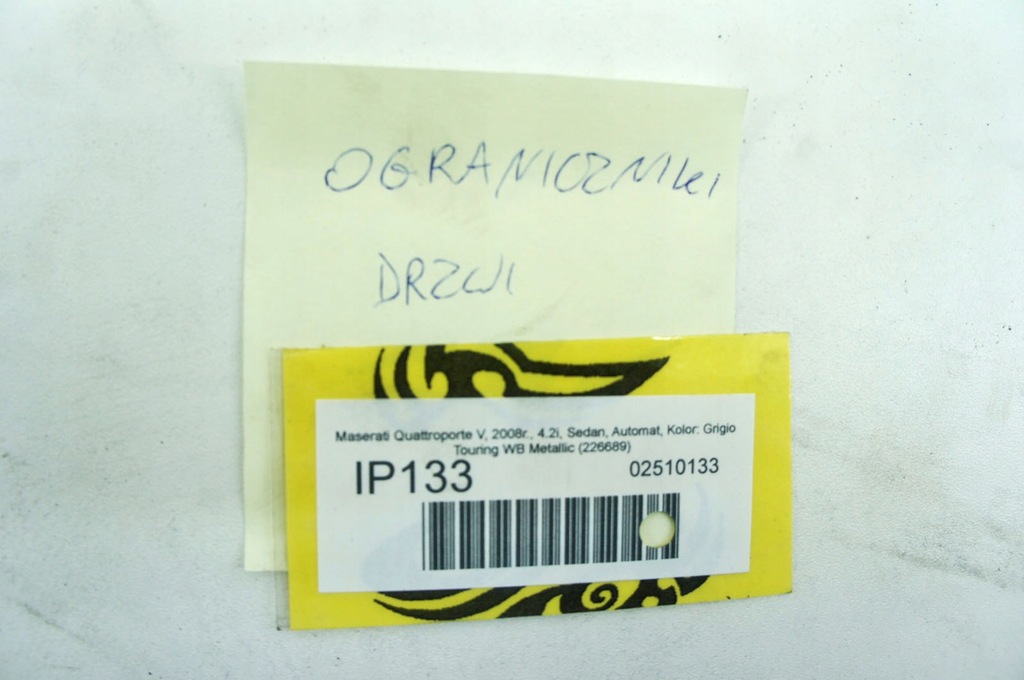 OGRANICZNIki
DRZWI
Maserati Quattroporte V, 2008r., 4.2i, Sedan, Automat, Kolor: Grigio
Touring WB Metallic (226689)
IP133
02510133